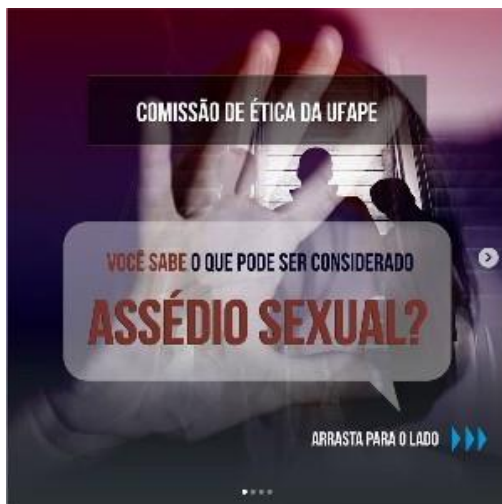 COMISSÃO DE ÉTICA DA UFAPE
VOCÊ SABE O QUE PODE SER CONSIDERADO
ASSÉDIO SEXUAL?
ARRASTA PARA O LADO